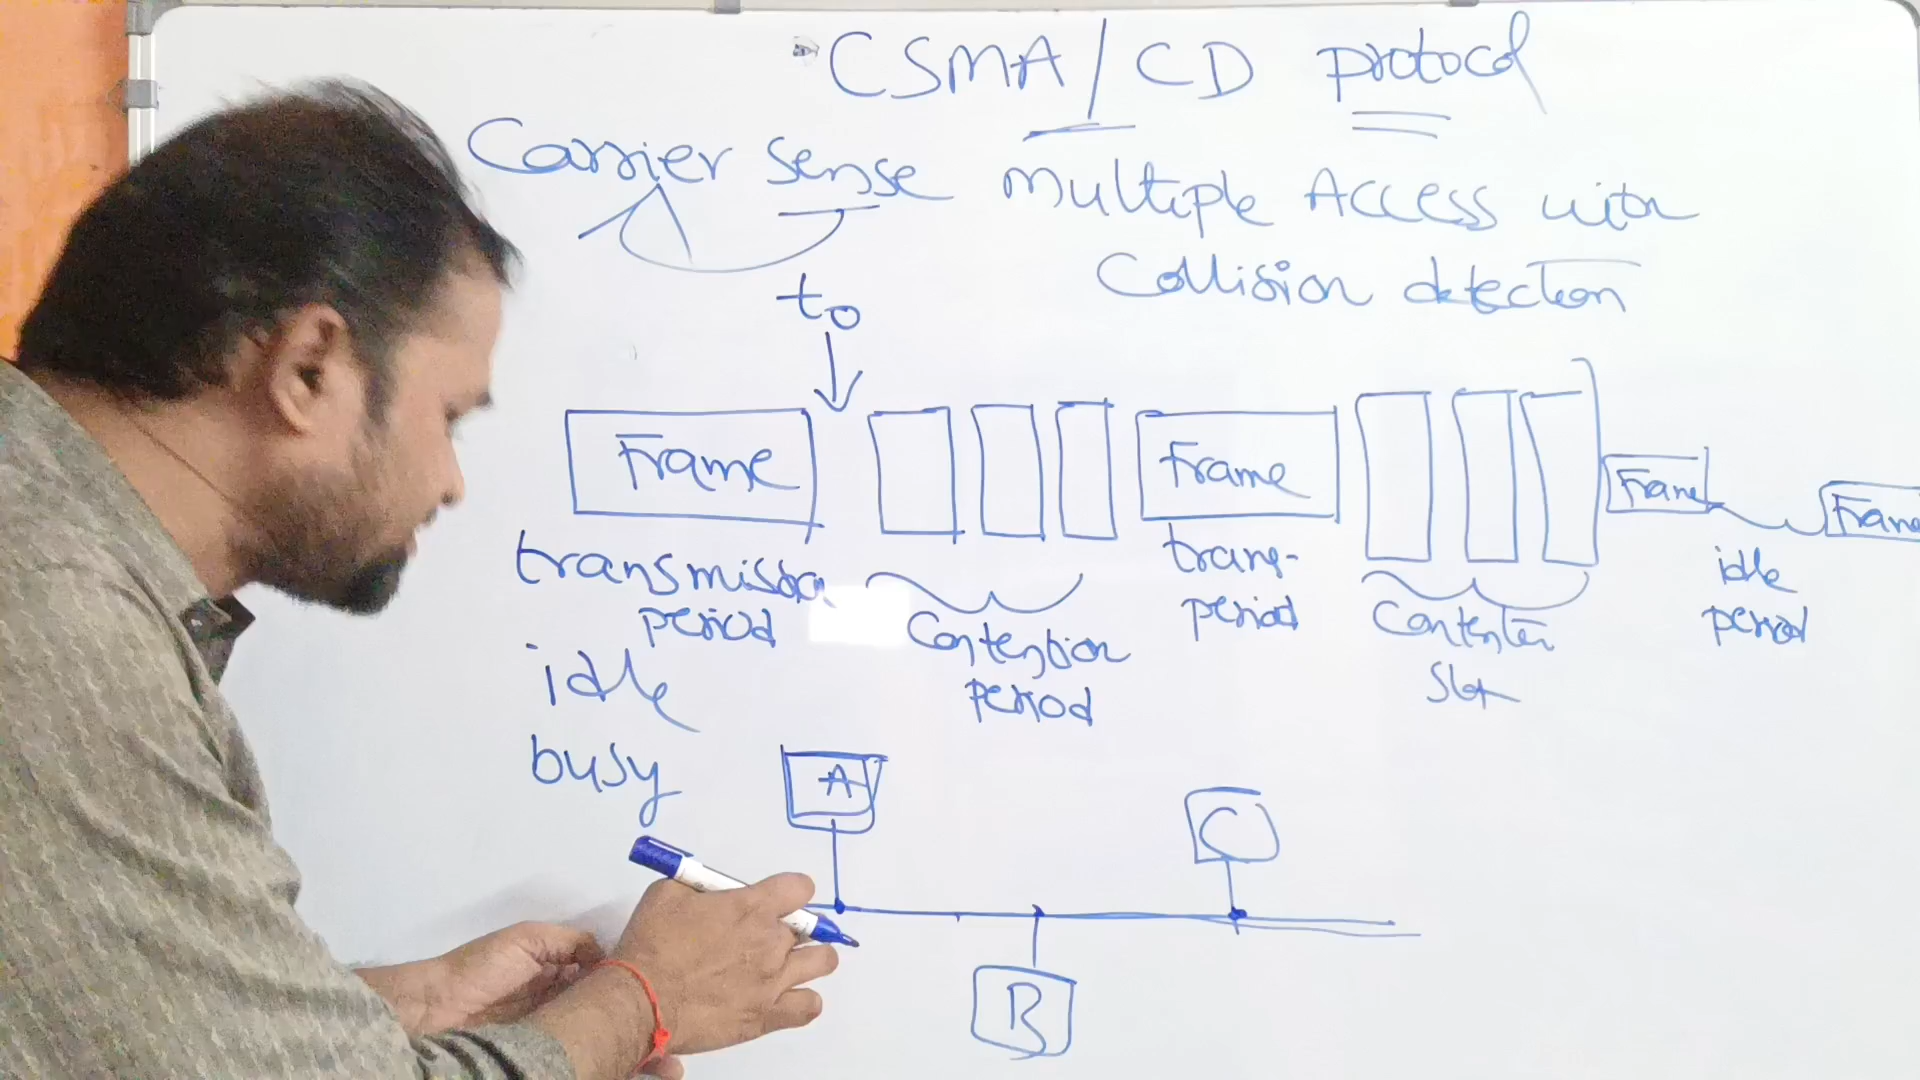 CSMA/CD protocol
Carrier sense Multiple Access with
Collision detection
to
Frame
Frame
Frame
Frame
transmission
period
Contention
period
trans-
period
Contention
Slot
idle
period
idle
busy
A
C
B